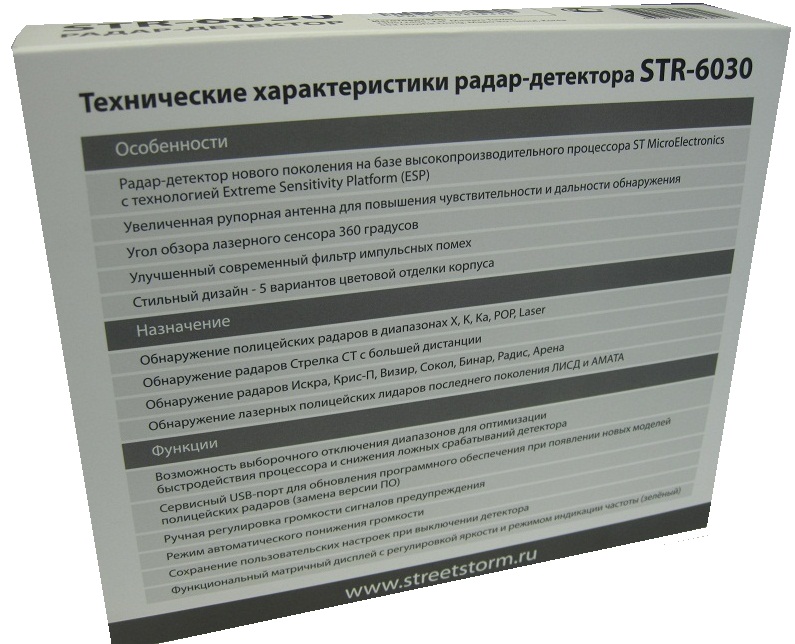 STR-6030
РАДАР-ДЕТЕКТОР
Технические характеристики радар-детектора STR-6030
Особенности
Радар-детектор нового поколения на базе высокопроизводительного процессора ST MicroElectronics
с технологией Extreme Sensitivity Platform (ESP)
Увеличенная рупорная антенна для повышения чувствительности и дальности обнаружения
Угол обзора лазерного сенсора 360 градусов
Улучшенный современный фильтр импульсных помех
Стильный дизайн - 5 вариантов цветовой отделки корпуса
Назначение
Обнаружение полицейских радаров в диапазонах X, K, Ka, POP, Laser
Обнаружение радаров Стрелка СТ с большей дистанции
Обнаружение радаров Искра, Крис-П, Визир, Сокол, Бинар, Радис, Арена
Обнаружение лазерных полицейских лидаров последнего поколения ЛИСД и АМАТА
Функции
Возможность выборочного отключения диапазонов для оптимизации
быстродействия процессора и снижения ложных срабатываний детектора
Сервисный USB-порт для обновления программного обеспечения при появлении новых моделей
полицейских радаров (замена версии ПО)
Ручная регулировка громкости сигналов предупреждения
Режим автоматического понижения громкости
Сохранение пользовательских настроек при выключении детектора
Функциональный матричный дисплей с регулировкой яркости и режимом индикации частоты (зелёный)
www.streetstorm.ru